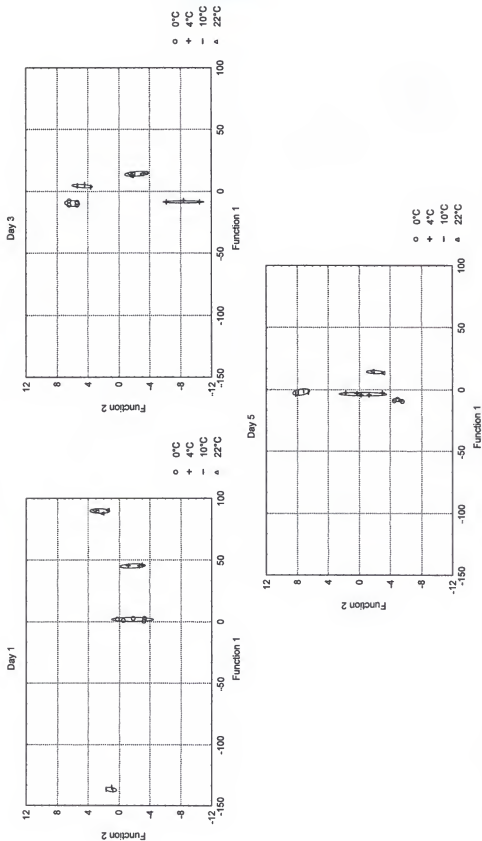 Day 1
12
8
4
0
-4
-8
-12
Function 2
-150 -100 -50 0 50 100
Function 1
o 0°C
+ 4°C
– 10°C
▵ 22°C
Day 3
12
8
4
0
-4
-8
-12
Function 2
-150 -100 -50 0 50 100
Function 1
o 0°C
+ 4°C
– 10°C
▵ 22°C
Day 5
12
8
4
0
-4
-8
-12
Function 2
-150 -100 -50 0 50 100
Function 1
o 0°C
+ 4°C
– 10°C
▵ 22°C